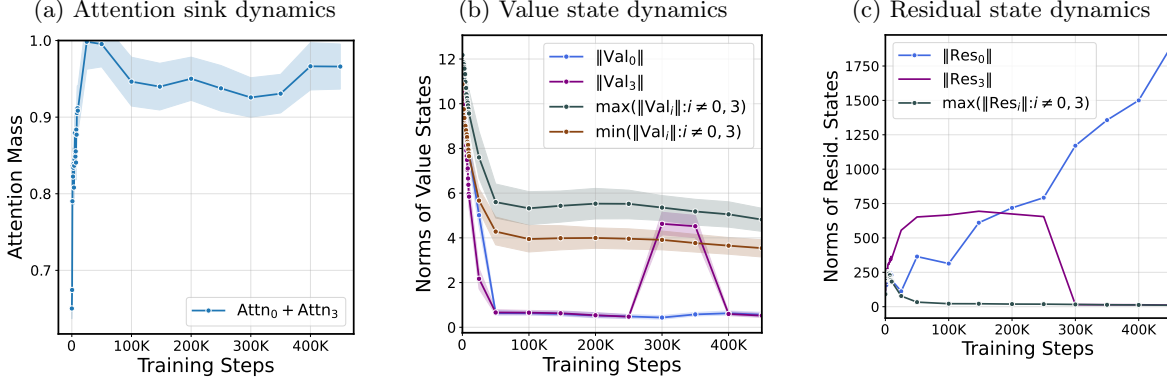 (a) Attention sink dynamics
1.0
0.9
0.8
0.7
Attention Mass
Attn₀ + Attn₃
0 100K 200K 300K 400K
Training Steps
(b) Value state dynamics
12
10
8
6
4
2
0
Norms of Value States
‖Val₀‖
‖Val₃‖
max(‖Valᵢ‖: i ≠ 0, 3)
min(‖Valᵢ‖: i ≠ 0, 3)
0 100K 200K 300K 400K
Training Steps
(c) Residual state dynamics
1750
1500
1250
1000
750
500
250
0
Norms of Resid. States
‖Res₀‖
‖Res₃‖
max(‖Resᵢ‖: i ≠ 0, 3)
0 100K 200K 300K 400K
Training Steps